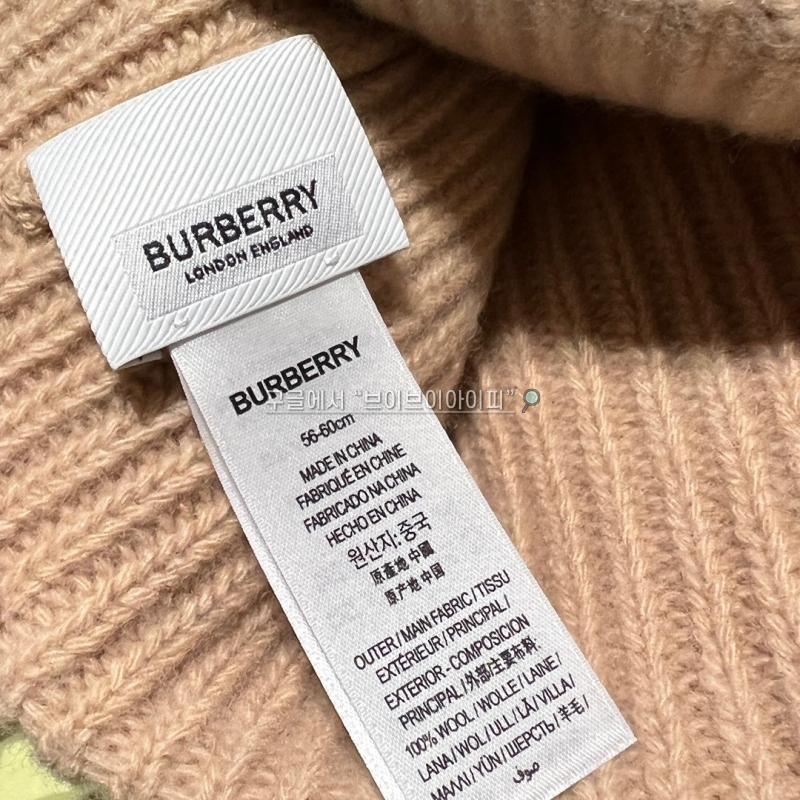 BURBERRY
LONDON ENGLAND
BURBERRY
구글에서 “브이브이아이피”
56-60cm
MADE IN CHINA
FABRIQUÉ EN CHINE
FABRICADO NA CHINA
HECHO EN CHINA
원산지: 중국
原產地 中國
原产地 中国
OUTER / MAIN FABRIC / TISSU
EXTÉRIEUR / PRINCIPAL /
EXTERIOR - COMPOSICION
PRINCIPAL / 外部主要布料:
100% WOOL / WOLLE / LAINE /
LANA / WOL / ULL / LÃ / VILLA /
ΜΑΛΛΙ / YÜN / ШЕРСТЬ / 羊毛 /
صوف